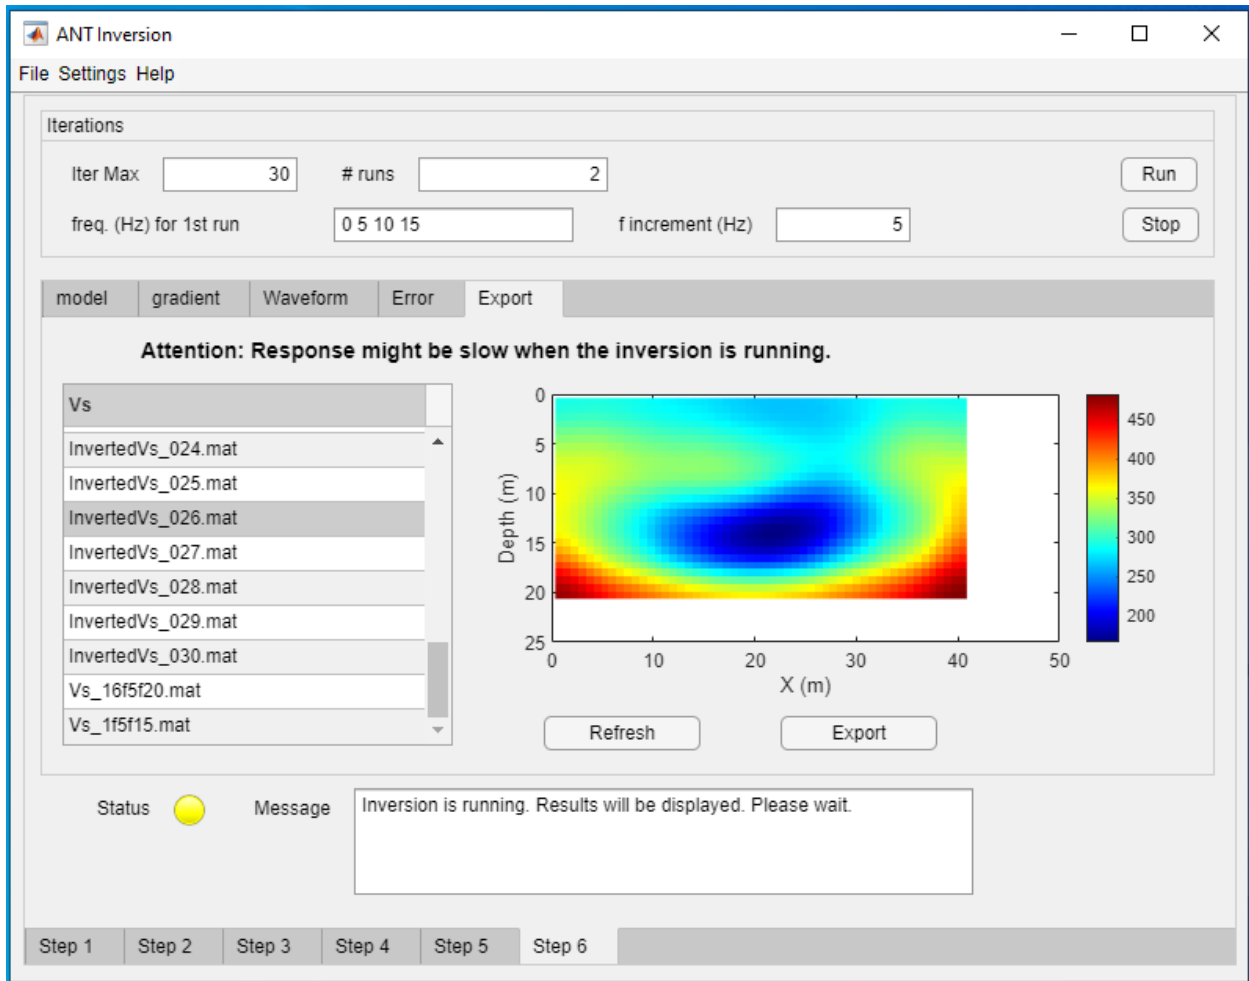 ANT Inversion
File Settings Help
Iterations
Iter Max 30 # runs 2 Run
freq. (Hz) for 1st run 0 5 10 15 f increment (Hz) 5 Stop
model gradient Waveform Error Export
Attention: Response might be slow when the inversion is running.
Vs
InvertedVs_024.mat
InvertedVs_025.mat
InvertedVs_026.mat
InvertedVs_027.mat
InvertedVs_028.mat
InvertedVs_029.mat
InvertedVs_030.mat
Vs_16f5f20.mat
Vs_1f5f15.mat
Depth (m)
0
5
10
15
20
25
0 10 20 30 40 50
X (m)
450
400
350
300
250
200
Refresh Export
Status Message Inversion is running. Results will be displayed. Please wait.
Step 1 Step 2 Step 3 Step 4 Step 5 Step 6